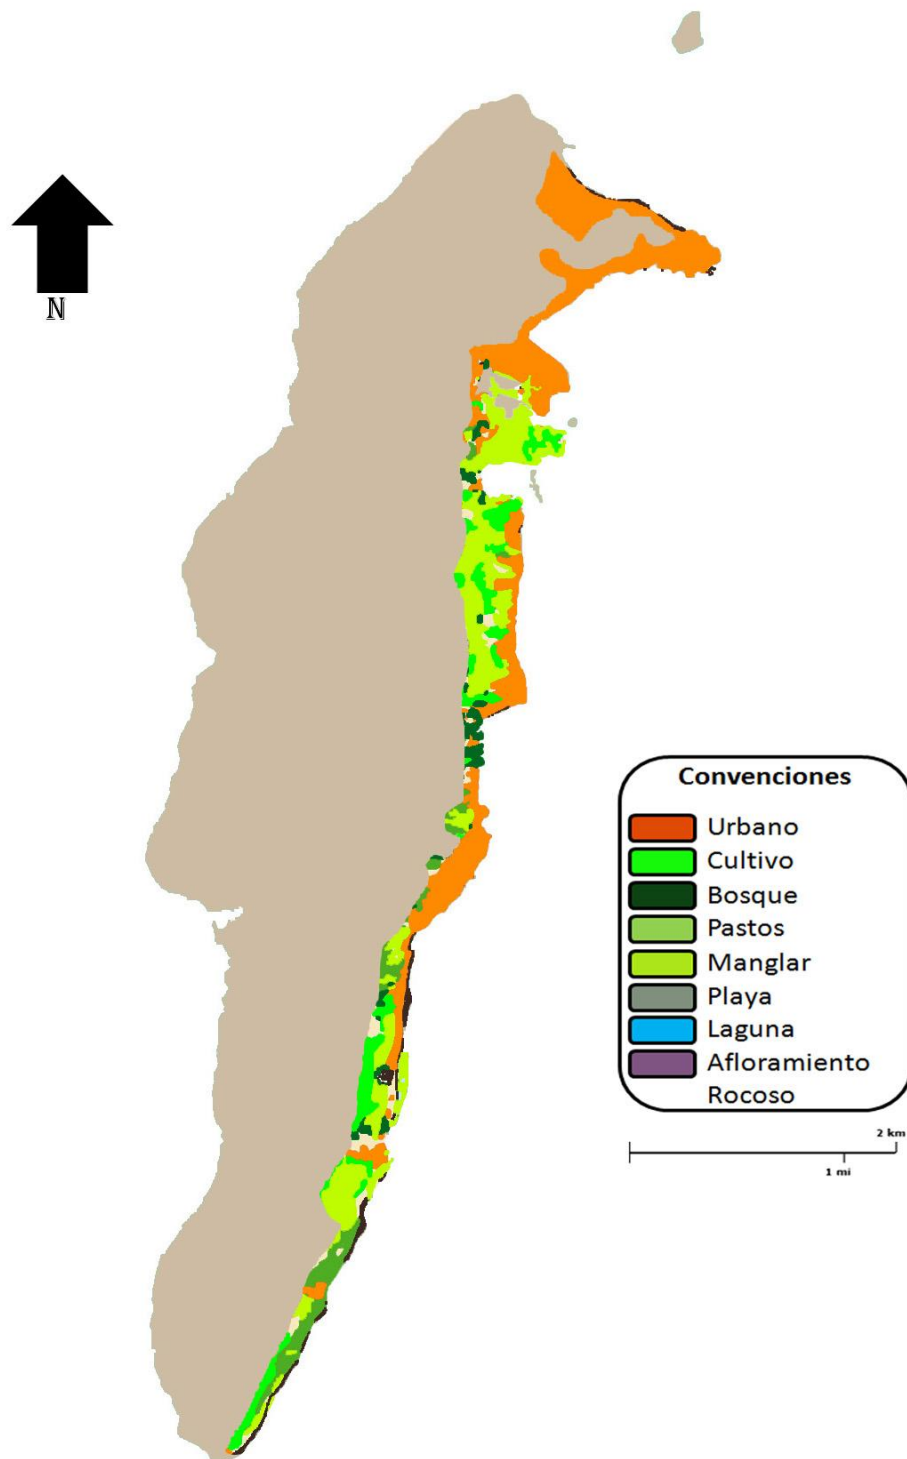 N
Convenciones
Urbano
Cultivo
Bosque
Pastos
Manglar
Playa
Laguna
Afloramiento
Rocoso
2 km
1 mi